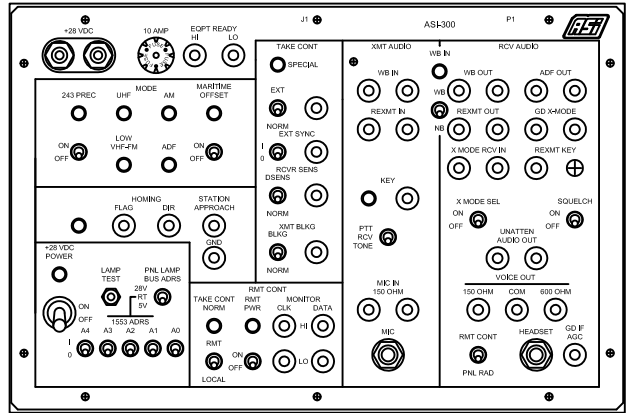 J1
ASI-300
P1
ASi
+28 VDC
10 AMP
FUSE
EQPT READY
HI
LO
TAKE CONT
SPECIAL
XMT AUDIO
WB IN
RCV AUDIO
243 PREC
MODE
UHF
AM
MARITIME
OFFSET
ON
OFF
LOW
VHF-FM
ADF
ON
OFF
EXT
NORM
EXT SYNC
I
0
RCVR SENS
DSENS
NORM
XMT BLKG
BLKG
NORM
WB IN
REXMT IN
KEY
PTT
RCV
TONE
MIC IN
150 OHM
MIC
WB
NB
WB OUT
ADF OUT
REXMT OUT
GD X-MODE
X MODE RCV IN
REXMT KEY
X MODE SEL
ON
OFF
SQUELCH
ON
OFF
UNATTEN
AUDIO OUT
VOICE OUT
150 OHM
COM
600 OHM
RMT CONT
PNL RAD
HEADSET
GD IF
AGC
HOMING
FLAG
DIR
STATION
APPROACH
GND
+28 VDC
POWER
ON
OFF
LAMP
TEST
PNL LAMP
BUS ADRS
28V
RT
5V
1553 ADRS
A4
A3
A2
A1
A0
I
0
RMT CONT
TAKE CONT
NORM
RMT
LOCAL
RMT
PWR
ON
OFF
MONITOR
CLK
DATA
HI
LO